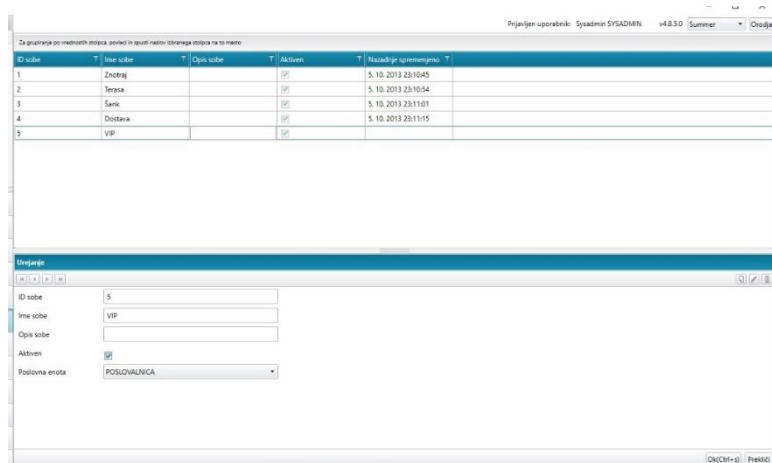 Prijavljen uporabnik: Sysadmin SYSADMIN v4.8.5.0 Summer Orodja
Za grupiranje po vrednostih stolpca, povleci in spusti naslov izbranega stolpca na to mesto
ID sobe Ime sobe Opis sobe Aktiven Nazadnje spremenjeno
1 Znotraj 5. 10. 2013 23:10:45
2 Terasa 5. 10. 2013 23:10:54
3 Šank 5. 10. 2013 23:11:01
4 Dostava 5. 10. 2013 23:11:15
5 VIP
Urejanje
ID sobe 5
Ime sobe VIP
Opis sobe
Aktiven
Poslovna enota POSLOVALNICA
Ok(Ctrl+s) Prekliči